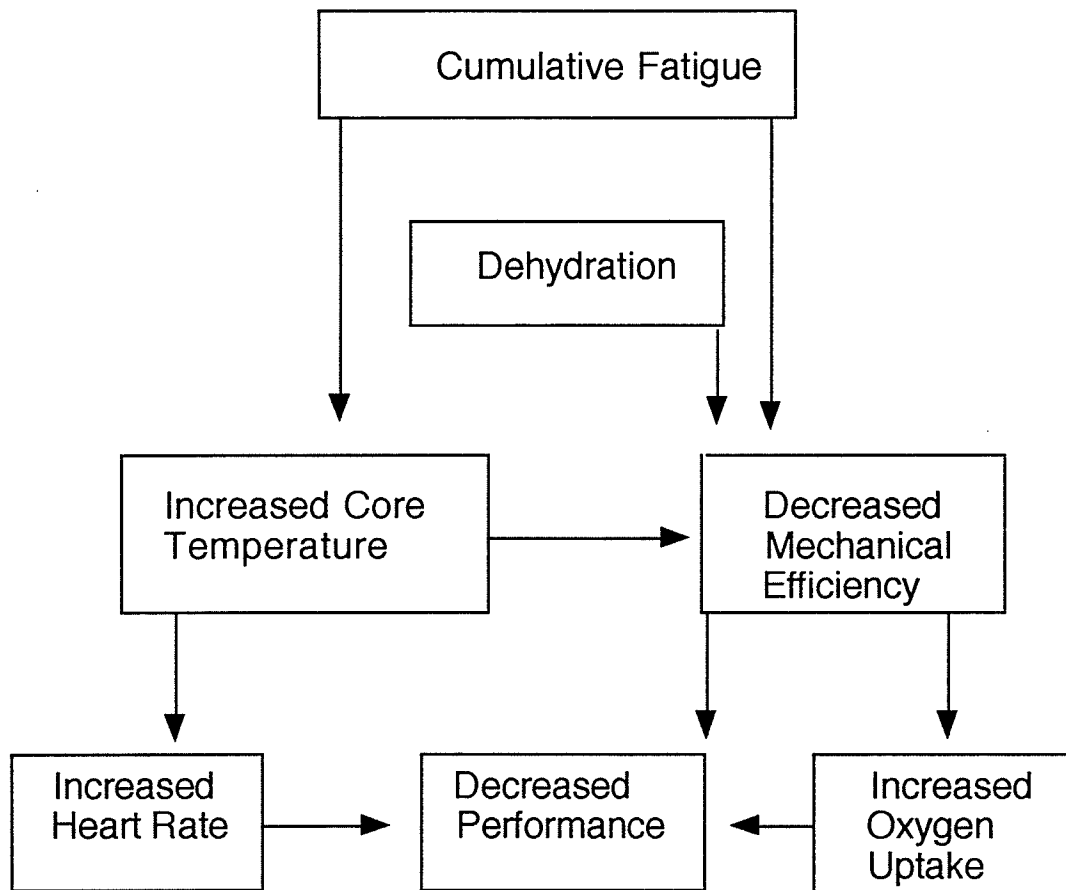 Cumulative Fatigue
Dehydration
Increased Core
Temperature
Decreased
Mechanical
Efficiency
Increased
Heart Rate
Decreased
Performance
Increased
Oxygen
Uptake